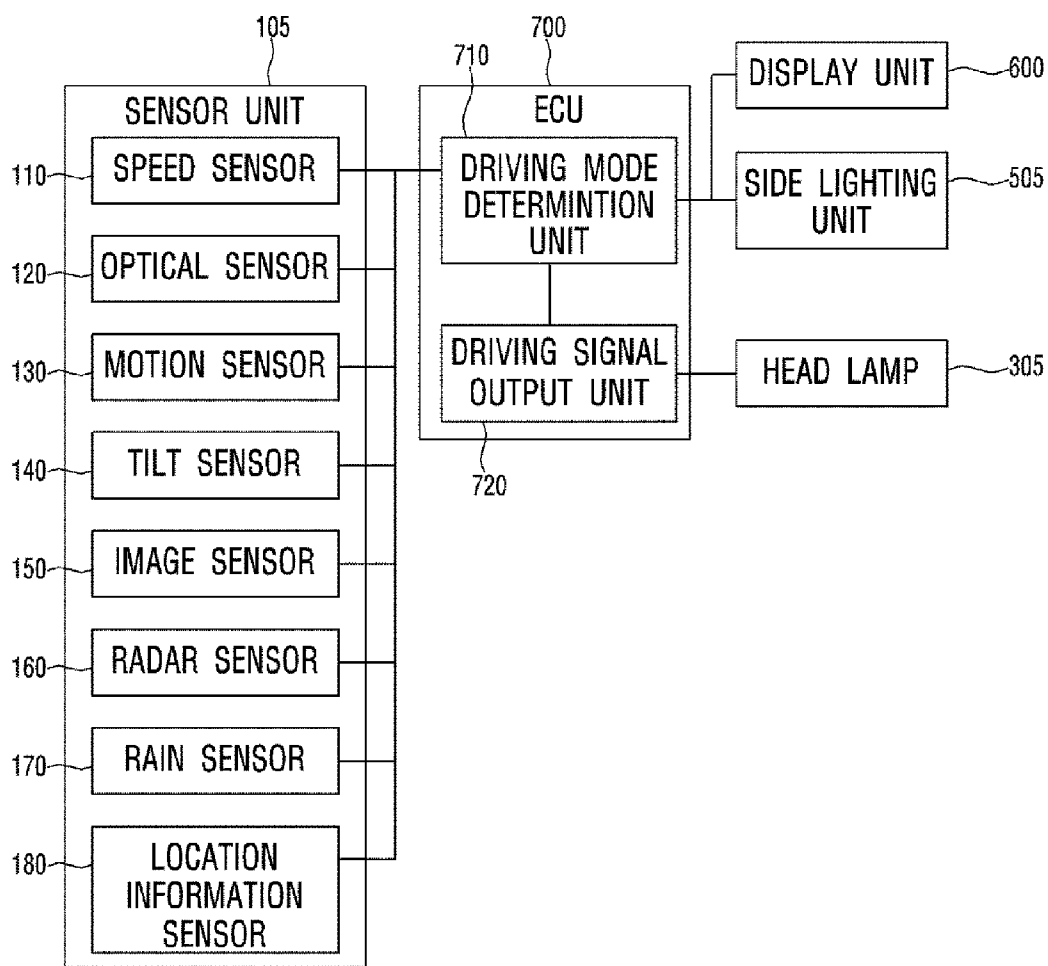 105
SENSOR UNIT
110
SPEED SENSOR
120
OPTICAL SENSOR
130
MOTION SENSOR
140
TILT SENSOR
150
IMAGE SENSOR
160
RADAR SENSOR
170
RAIN SENSOR
180
LOCATION
INFORMATION
SENSOR
700
710
ECU
DRIVING MODE
DETERMINTION
UNIT
DRIVING SIGNAL
OUTPUT UNIT
720
DISPLAY UNIT
600
SIDE LIGHTING
UNIT
505
HEAD LAMP
305